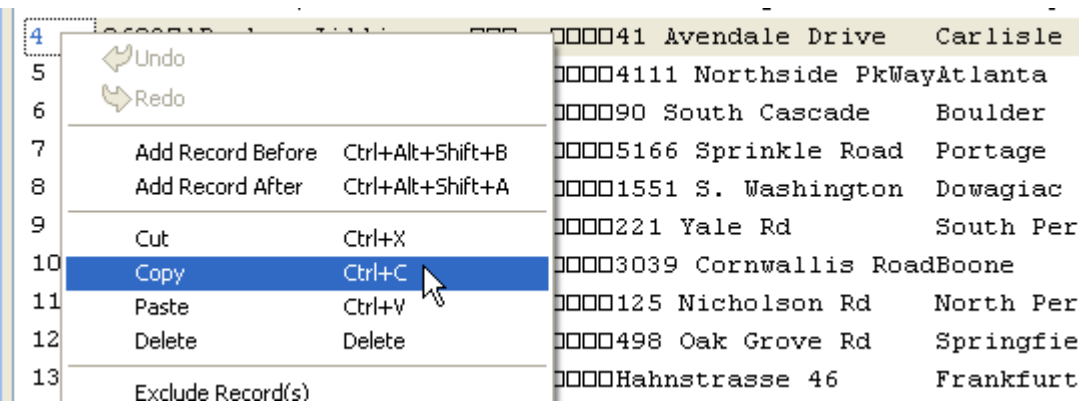 4 41 Avendale Drive Carlisle
Undo
5 4111 Northside PkWayAtlanta
Redo
6 90 South Cascade Boulder
7 Add Record Before Ctrl+Alt+Shift+B 5166 Sprinkle Road Portage
8 Add Record After Ctrl+Alt+Shift+A 1551 S. Washington Dowagiac
9 Cut Ctrl+X 221 Yale Rd South Per
10 Copy Ctrl+C 3039 Cornwallis RoadBoone
11 Paste Ctrl+V 125 Nicholson Rd North Per
12 Delete Delete 498 Oak Grove Rd Springfie
13 Hahnstrasse 46 Frankfurt
Exclude Record(s)